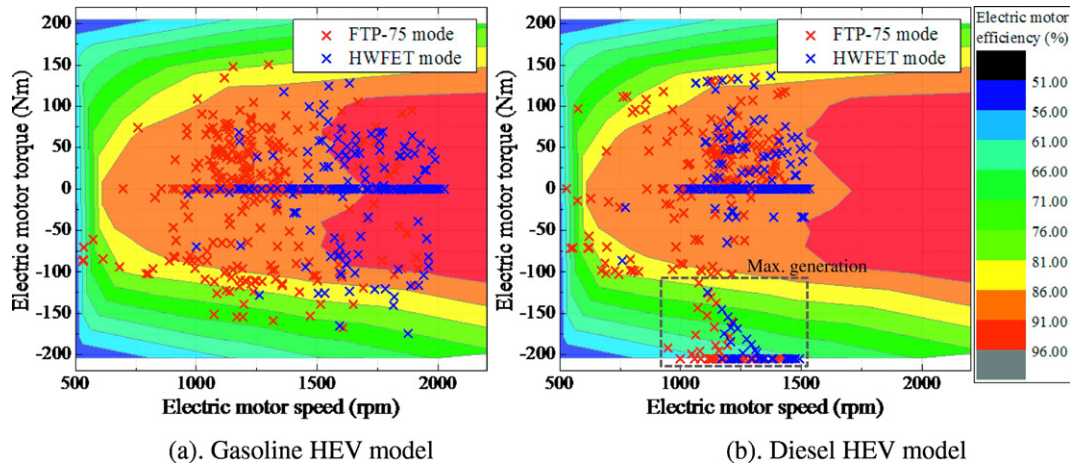 FTP-75 mode
HWFET mode
200
150
100
50
0
-50
-100
-150
-200
Electric motor torque (Nm)
500
1000
1500
2000
Electric motor speed (rpm)
(a). Gasoline HEV model
FTP-75 mode
HWFET mode
Max. generation
200
150
100
50
0
-50
-100
-150
-200
Electric motor torque (Nm)
500
1000
1500
2000
Electric motor speed (rpm)
(b). Diesel HEV model
Electric motor
efficiency (%)
51.00
56.00
61.00
66.00
71.00
76.00
81.00
86.00
91.00
96.00